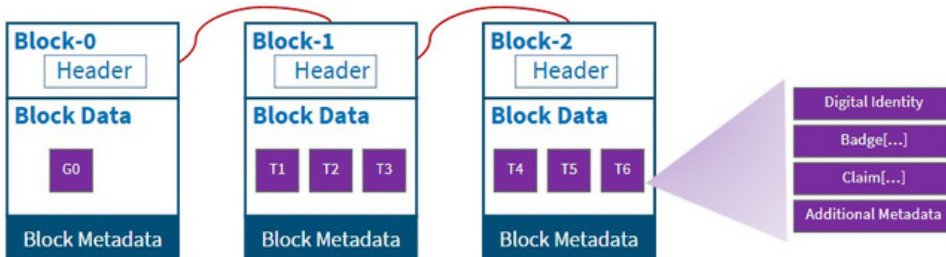 Block-0
Header
Block Data
G0
Block Metadata
Block-1
Header
Block Data
T1 T2 T3
Block Metadata
Block-2
Header
Block Data
T4 T5 T6
Block Metadata
Digital Identity
Badge[...]
Claim[...]
Additional Metadata